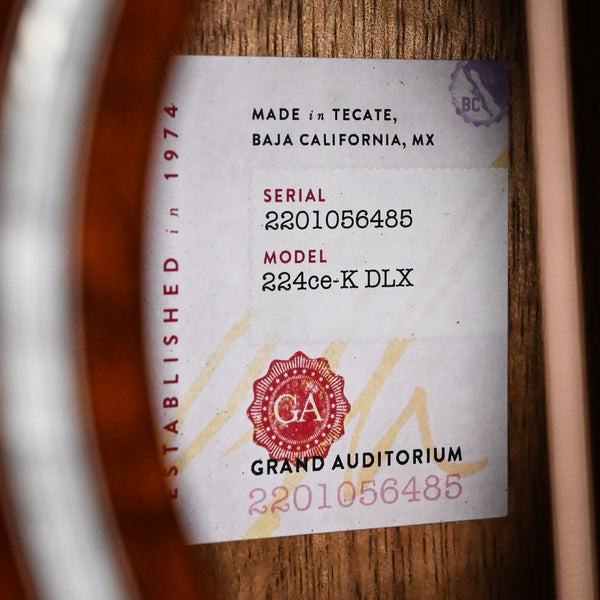 ESTABLISHED in 1974
BC
MADE in TECATE,
BAJA CALIFORNIA, MX
SERIAL
2201056485
MODEL
224ce-K DLX
GA
GRAND AUDITORIUM
2201056485